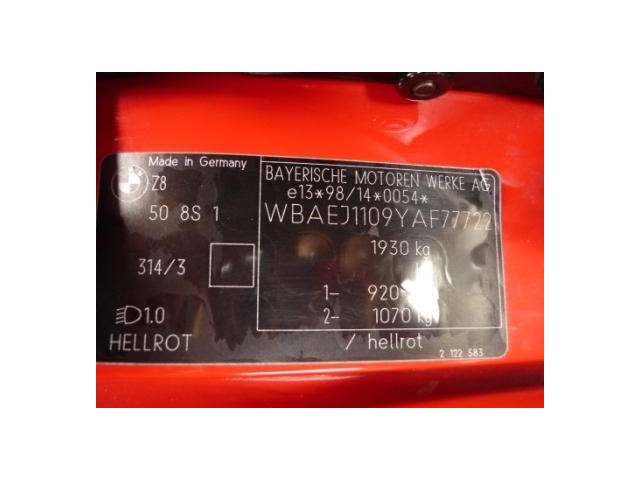 Made in Germany
BMW Z8
50 8S 1
314/3
1.0
HELLROT
BAYERISCHE MOTOREN WERKE AG
e13*98/14*0054*
WBAEJ1109YAF77722
1930 kg
1- 920
2- 1070 kg
/ hellrot
2 122 583